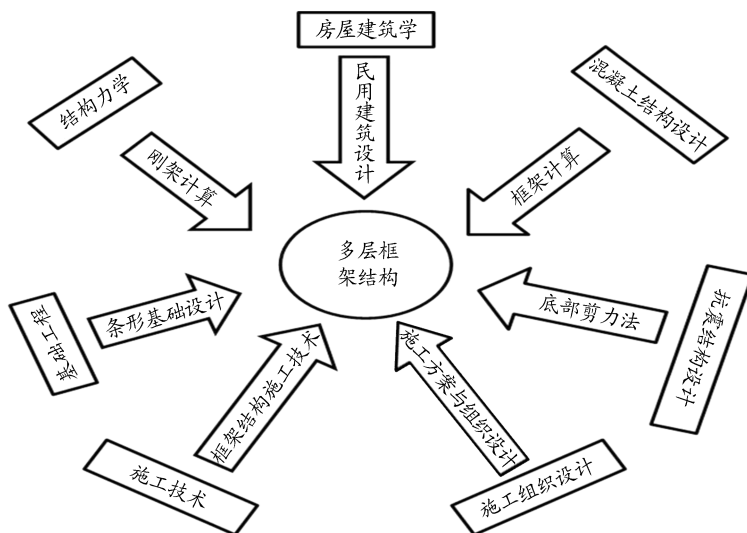 房屋建筑学
民用建筑设计
结构力学
刚架计算
混凝土结构设计
框架计算
多层框
架结构
基础工程
条形基础设计
底部剪力法
抗震结构设计
框架结构施工技术
施工技术
施工方案与组织设计
施工组织设计